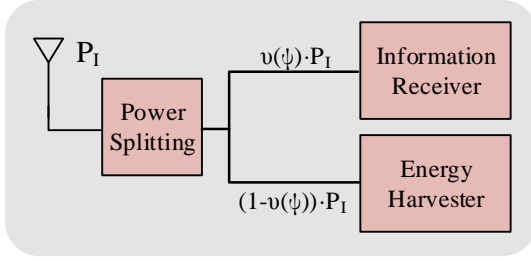 P_I
Power
Splitting
υ(ψ)·P_I
Information
Receiver
(1-υ(ψ))·P_I
Energy
Harvester